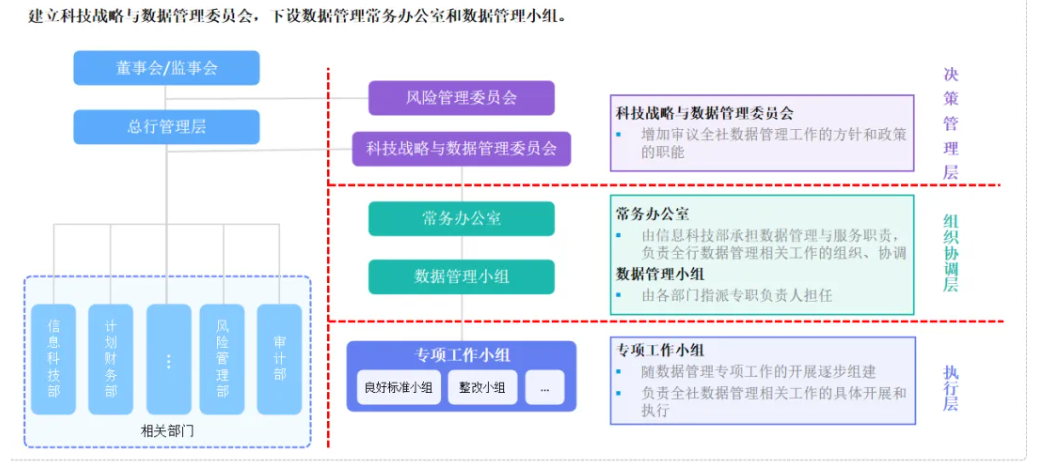 建立科技战略与数据管理委员会，下设数据管理常务办公室和数据管理小组。
董事会/监事会
总行管理层
信息科技部
计划财务部
...
风险管理部
审计部
相关部门
风险管理委员会
科技战略与数据管理委员会
常务办公室
数据管理小组
专项工作小组
良好标准小组
整改小组
...
科技战略与数据管理委员会
▪ 增加审议全社数据管理工作的方针和政策
的职能
常务办公室
▪ 由信息科技部承担数据管理与服务职责，
负责全行数据管理相关工作的组织、协调
数据管理小组
▪ 由各部门指派专职负责人担任
专项工作小组
▪ 随数据管理专项工作的开展逐步组建
▪ 负责全社数据管理相关工作的具体开展和
执行
决策管理层
组织协调层
执行层